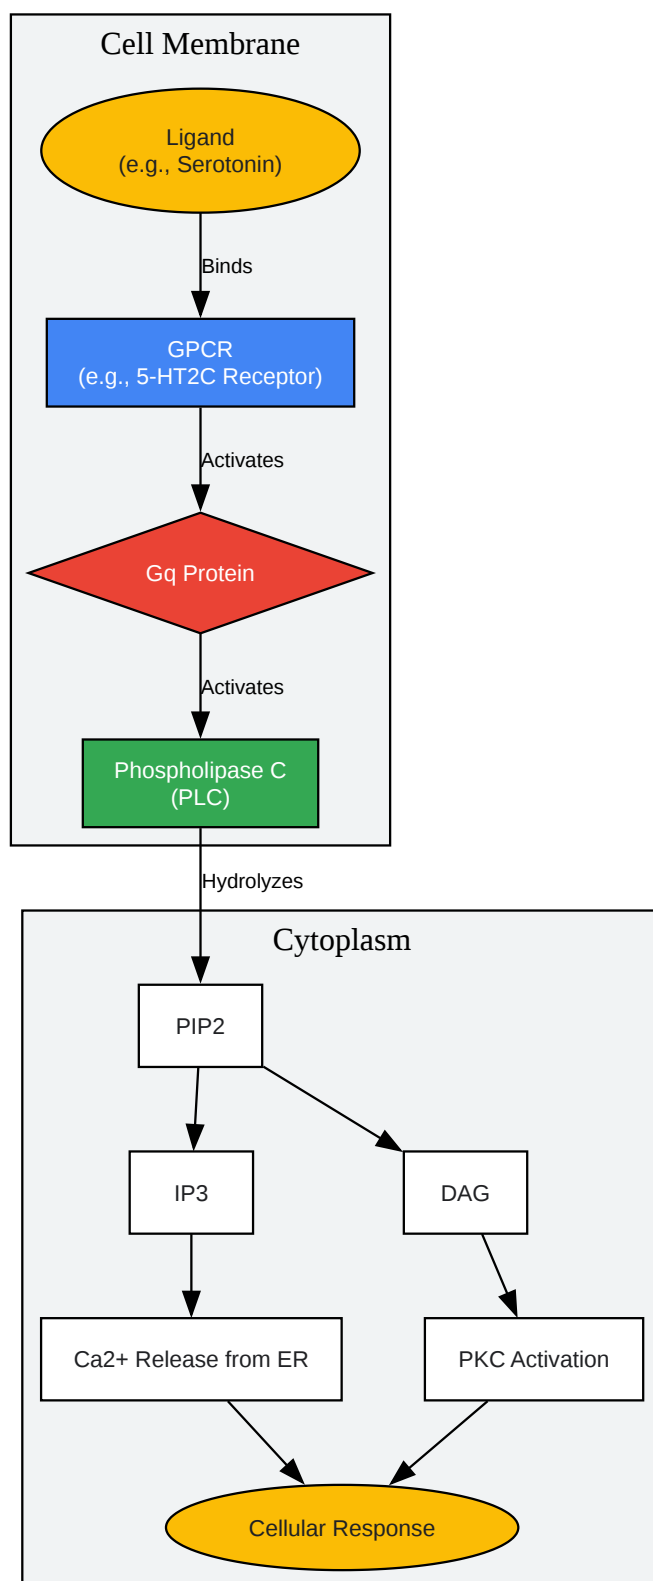 Cell Membrane
Ligand
(e.g., Serotonin)
Binds
GPCR
(e.g., 5-HT2C Receptor)
Activates
Gq Protein
Activates
Phospholipase C
(PLC)
Hydrolyzes
Cytoplasm
PIP2
IP3
DAG
Ca2+ Release from ER
PKC Activation
Cellular Response